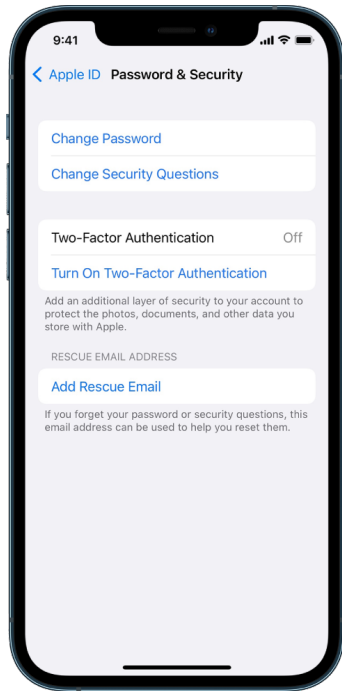 9:41
Apple ID Password & Security
Change Password
Change Security Questions
Two-Factor Authentication Off
Turn On Two-Factor Authentication
Add an additional layer of security to your account to
protect the photos, documents, and other data you
store with Apple.
RESCUE EMAIL ADDRESS
Add Rescue Email
If you forget your password or security questions, this
email address can be used to help you reset them.